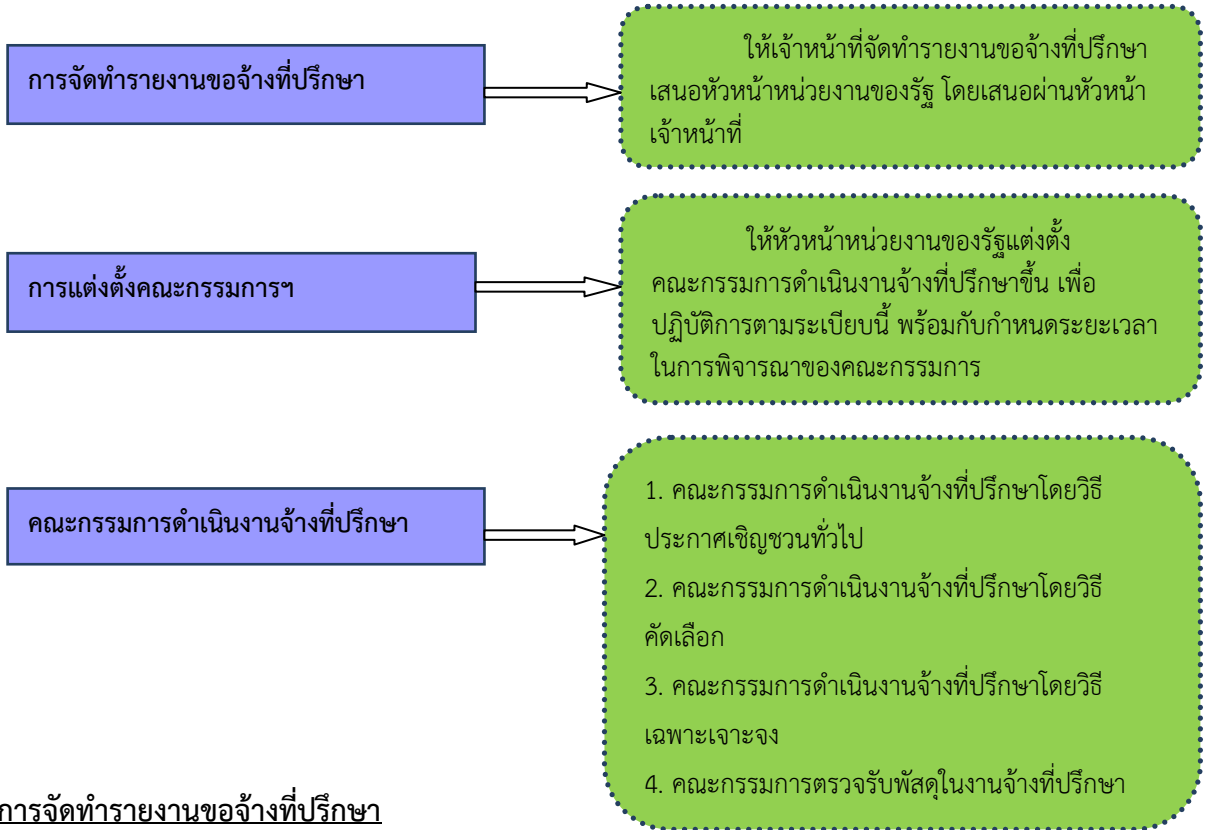 การจัดทำรายงานขอจ้างที่ปรึกษา
ให้เจ้าหน้าที่จัดทำรายงานขอจ้างที่ปรึกษา
เสนอหัวหน้าหน่วยงานของรัฐ โดยเสนอผ่านหัวหน้า
เจ้าหน้าที่
การแต่งตั้งคณะกรรมการฯ
ให้หัวหน้าหน่วยงานของรัฐแต่งตั้ง
คณะกรรมการดำเนินงานจ้างที่ปรึกษาขึ้น เพื่อ
ปฏิบัติการตามระเบียบนี้ พร้อมกับกำหนดระยะเวลา
ในการพิจารณาของคณะกรรมการ
คณะกรรมการดำเนินงานจ้างที่ปรึกษา
1. คณะกรรมการดำเนินงานจ้างที่ปรึกษาโดยวิธี
ประกาศเชิญชวนทั่วไป
2. คณะกรรมการดำเนินงานจ้างที่ปรึกษาโดยวิธี
คัดเลือก
3. คณะกรรมการดำเนินงานจ้างที่ปรึกษาโดยวิธี
เฉพาะเจาะจง
4. คณะกรรมการตรวจรับพัสดุในงานจ้างที่ปรึกษา
การจัดทำรายงานขอจ้างที่ปรึกษา